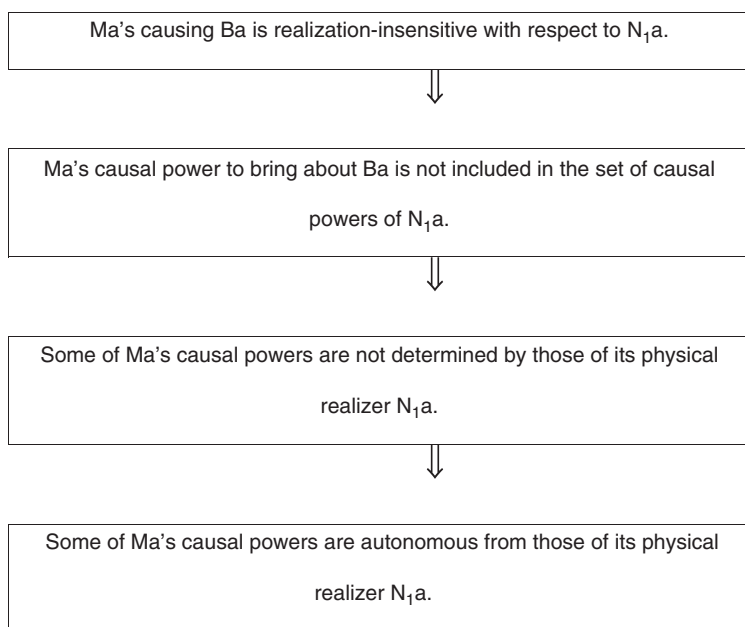 Ma’s causing Ba is realization-insensitive with respect to N₁a.
⇓
Ma’s causal power to bring about Ba is not included in the set of causal
powers of N₁a.
⇓
Some of Ma’s causal powers are not determined by those of its physical
realizer N₁a.
⇓
Some of Ma’s causal powers are autonomous from those of its physical
realizer N₁a.